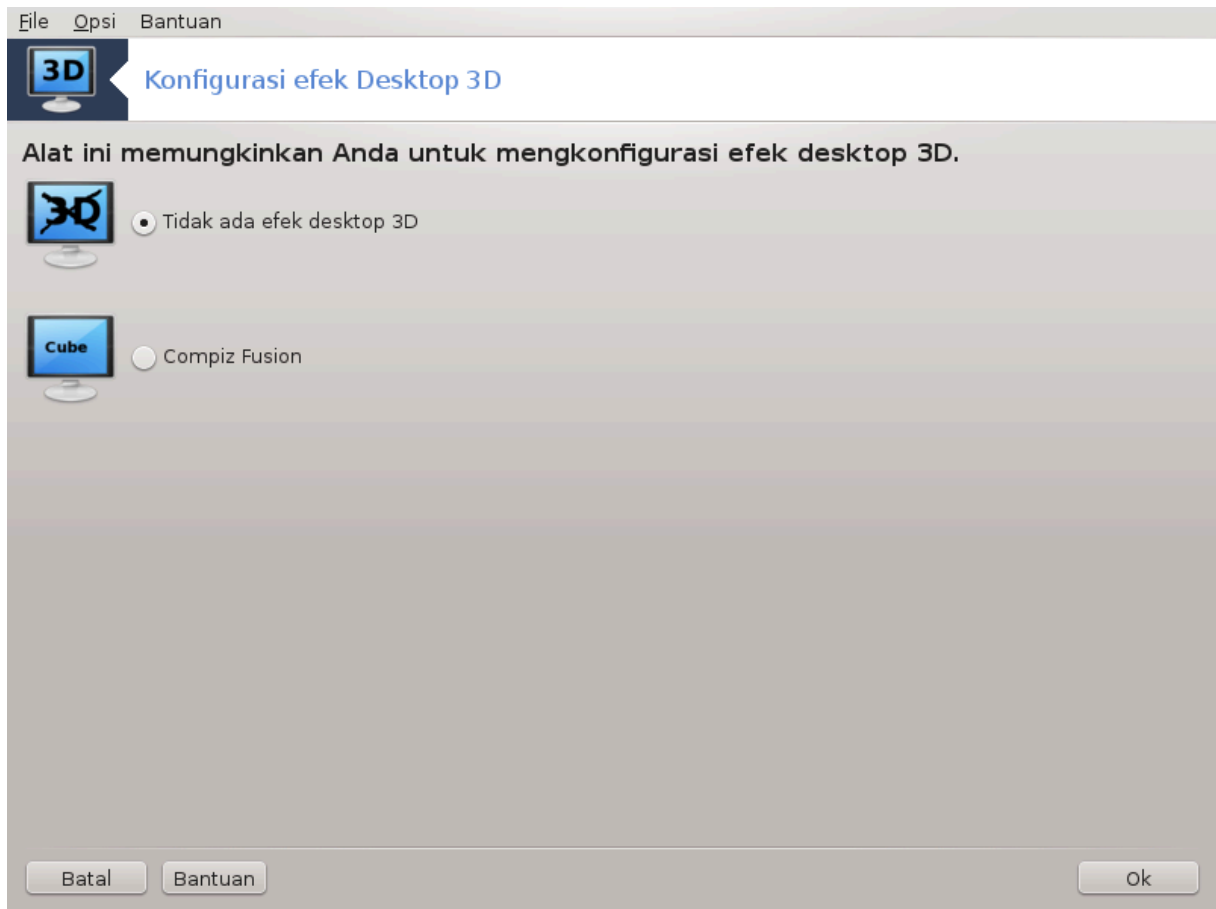 File Opsi Bantuan
3D
Konfigurasi efek Desktop 3D
Alat ini memungkinkan Anda untuk mengkonfigurasi efek desktop 3D.
3D
Tidak ada efek desktop 3D
Cube
Compiz Fusion
Batal Bantuan Ok